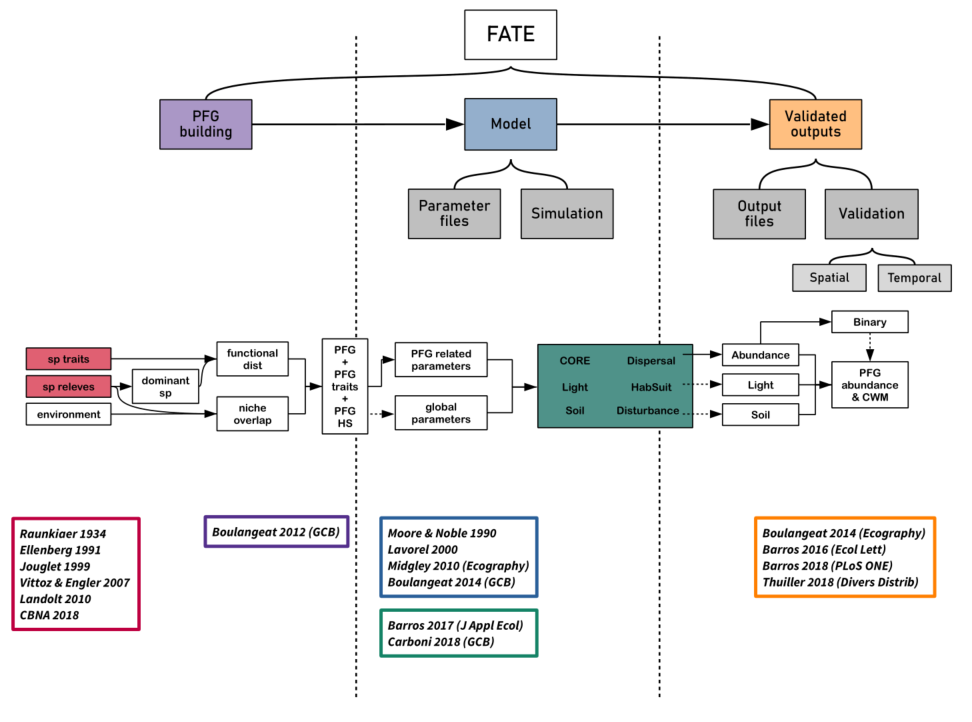 FATE
PFG
building
Model
Validated
outputs
Parameter
files
Simulation
Output
files
Validation
Spatial
Temporal
sp traits
sp releves
environment
dominant
sp
functional
dist
niche
overlap
PFG
+
PFG
traits
+
PFG
HS
PFG related
parameters
global
parameters
CORE
Dispersal
Light
HabSuit
Soil
Disturbance
Abundance
Light
Soil
Binary
PFG
abundance
& CWM
Raunkiaer 1934
Ellenberg 1991
Jouglet 1999
Vittoz & Engler 2007
Landolt 2010
CBNA 2018
Boulangeat 2012 (GCB)
Moore & Noble 1990
Lavorel 2000
Midgley 2010 (Ecography)
Boulangeat 2014 (GCB)
Barros 2017 (J Appl Ecol)
Carboni 2018 (GCB)
Boulangeat 2014 (Ecography)
Barros 2016 (Ecol Lett)
Barros 2018 (PLoS ONE)
Thuiller 2018 (Divers Distrib)